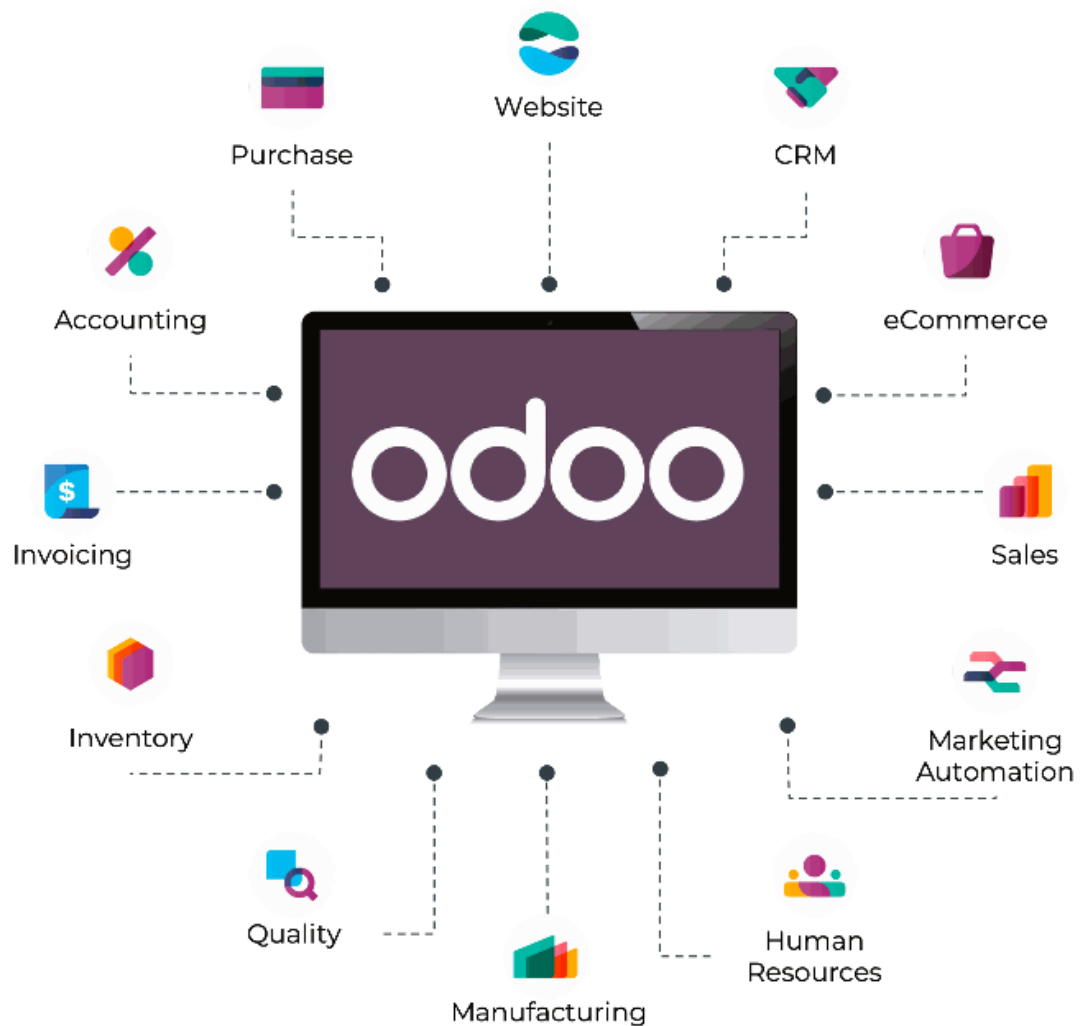 Website
Purchase
CRM
Accounting
eCommerce
odoo
$
Invoicing
Sales
Inventory
Marketing
Automation
Quality
Human
Resources
Manufacturing